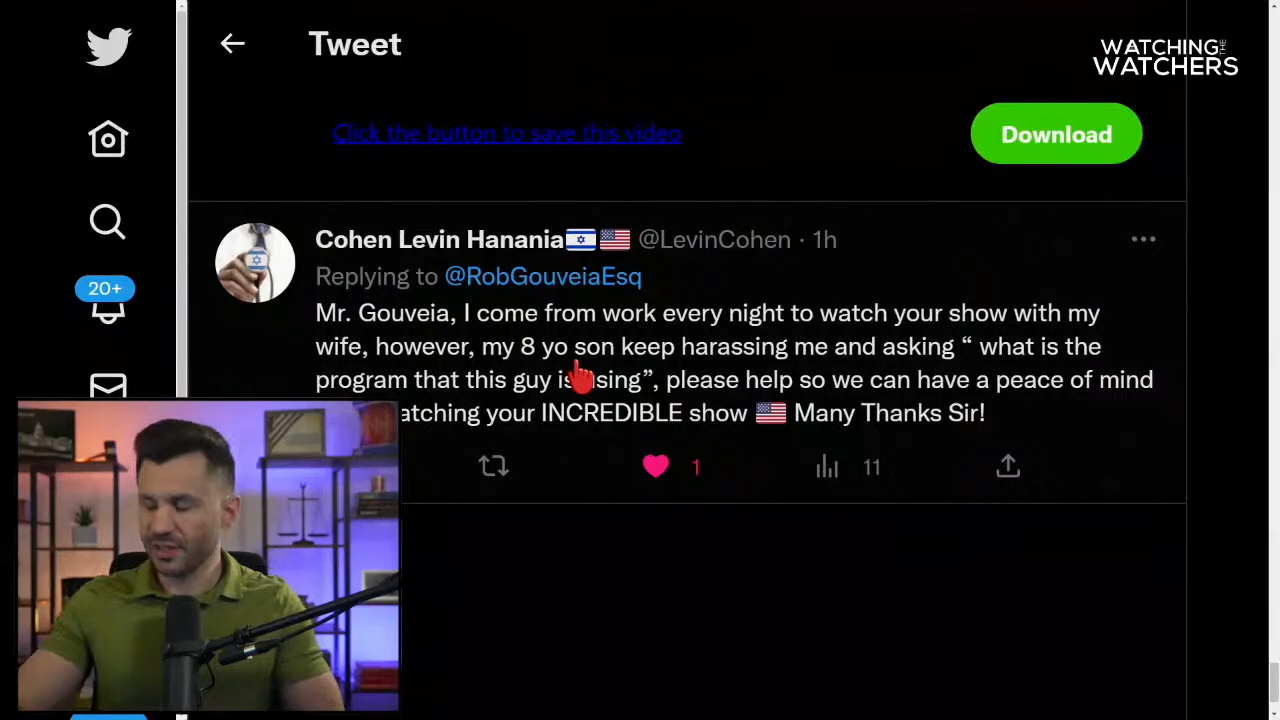 Tweet
WATCHING THE
WATCHERS
Click the button to save this video
Download
Cohen Levin Hanania🇮🇱🇺🇸 @LevinCohen · 1h
Replying to @RobGouveiaEsq
20+
Mr. Gouveia, I come from work every night to watch your show with my
wife, however, my 8 yo son keep harassing me and asking “ what is the
program that this guy is using”, please help so we can have a peace of mind
atching your INCREDIBLE show 🇺🇸 Many Thanks Sir!
1
11